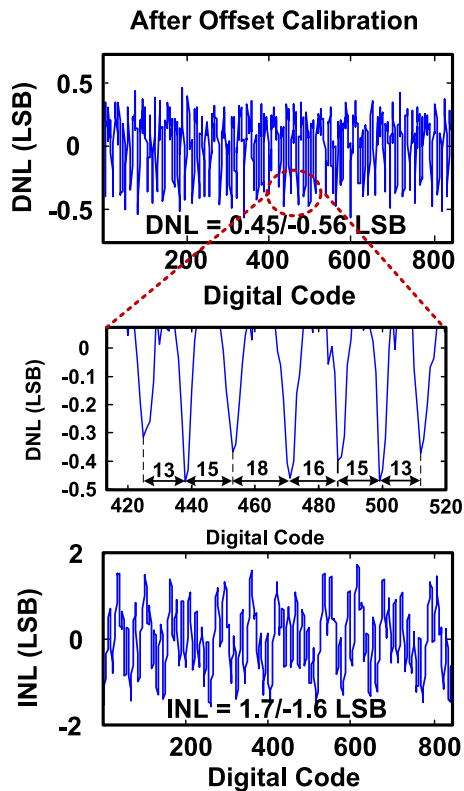 After Offset Calibration
DNL (LSB)
0.5
0
-0.5
DNL = 0.45/-0.56 LSB
200 400 600 800
Digital Code
DNL (LSB)
0
-0.1
-0.2
-0.3
-0.4
-0.5
13 15 18 16 15 13
420 440 460 480 500 520
Digital Code
INL (LSB)
2
0
-2
INL = 1.7/-1.6 LSB
200 400 600 800
Digital Code